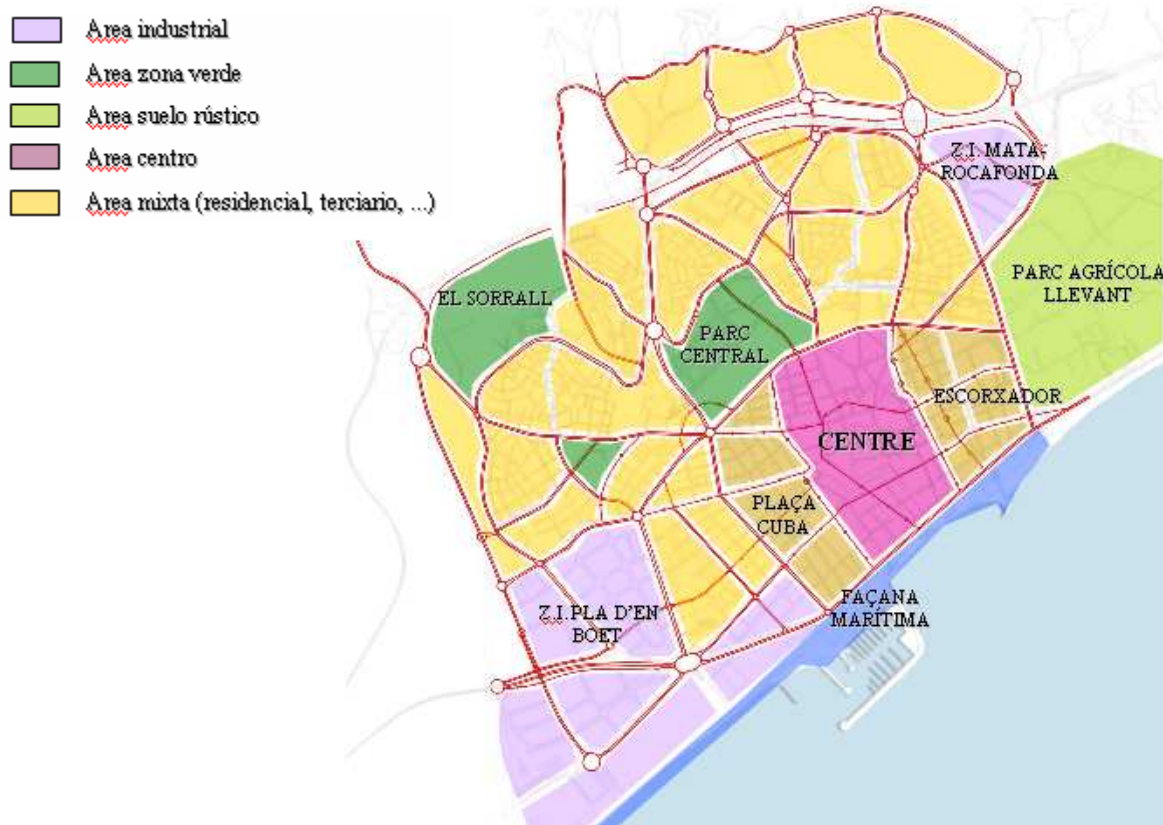 Area industrial
Area zona verde
Area suelo rústico
Area centro
Area mixta (residencial, terciario, ...)
Z.I. MATA-
ROCAFONDA
PARC AGRÍCOLA
LLEVANT
EL SORRALL
PARC
CENTRAL
ESCORXADOR
CENTRE
PLAÇA
CUBA
FAÇANA
MARÍTIMA
Z.I.PLA D'EN
BOET